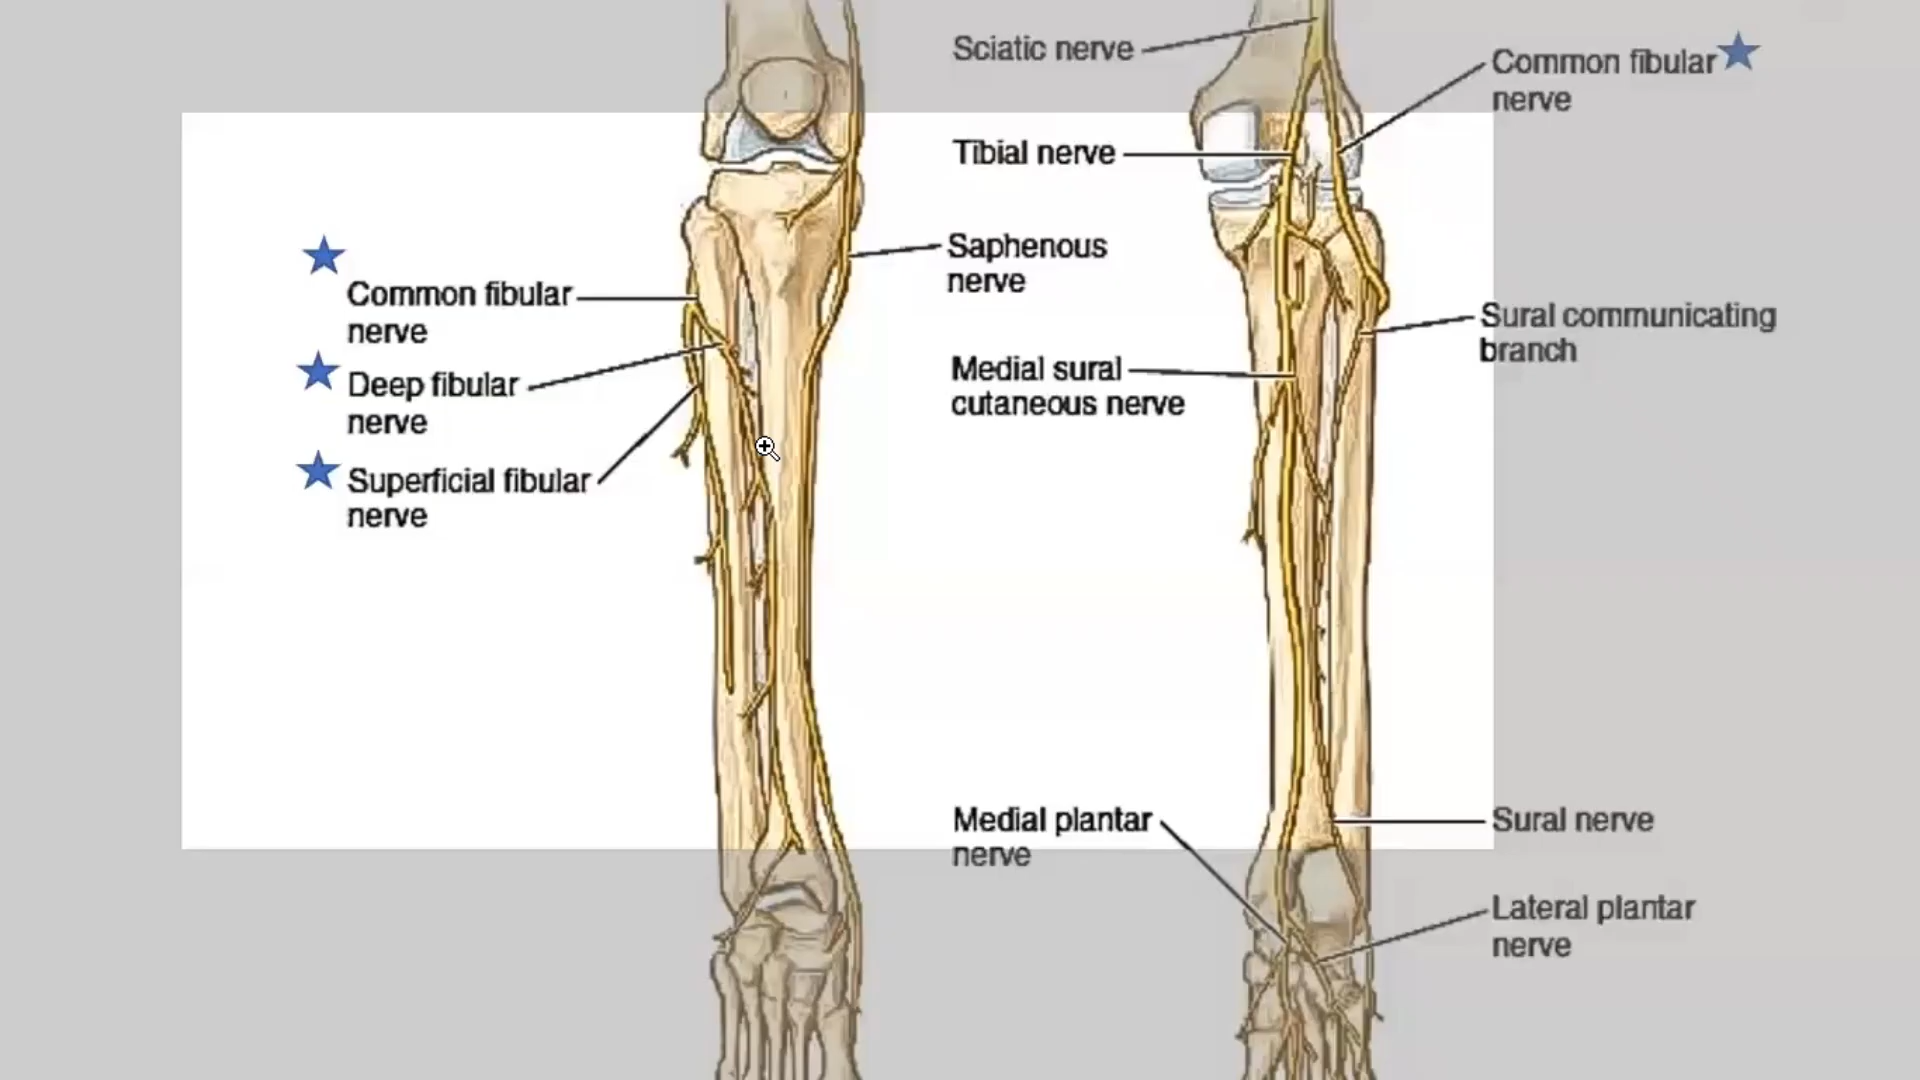 Sciatic nerve
Common fibular
nerve
Tibial nerve
Saphenous
nerve
Common fibular
nerve
Deep fibular
nerve
Superficial fibular
nerve
Sural communicating
branch
Medial sural
cutaneous nerve
Medial plantar
nerve
Sural nerve
Lateral plantar
nerve